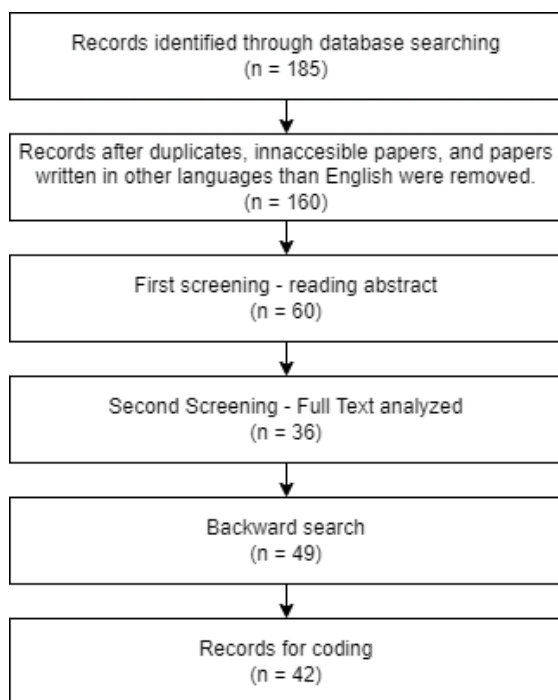 Records identified through database searching
(n = 185)
Records after duplicates, innaccesible papers, and papers
written in other languages than English were removed.
(n = 160)
First screening - reading abstract
(n = 60)
Second Screening - Full Text analyzed
(n = 36)
Backward search
(n = 49)
Records for coding
(n = 42)